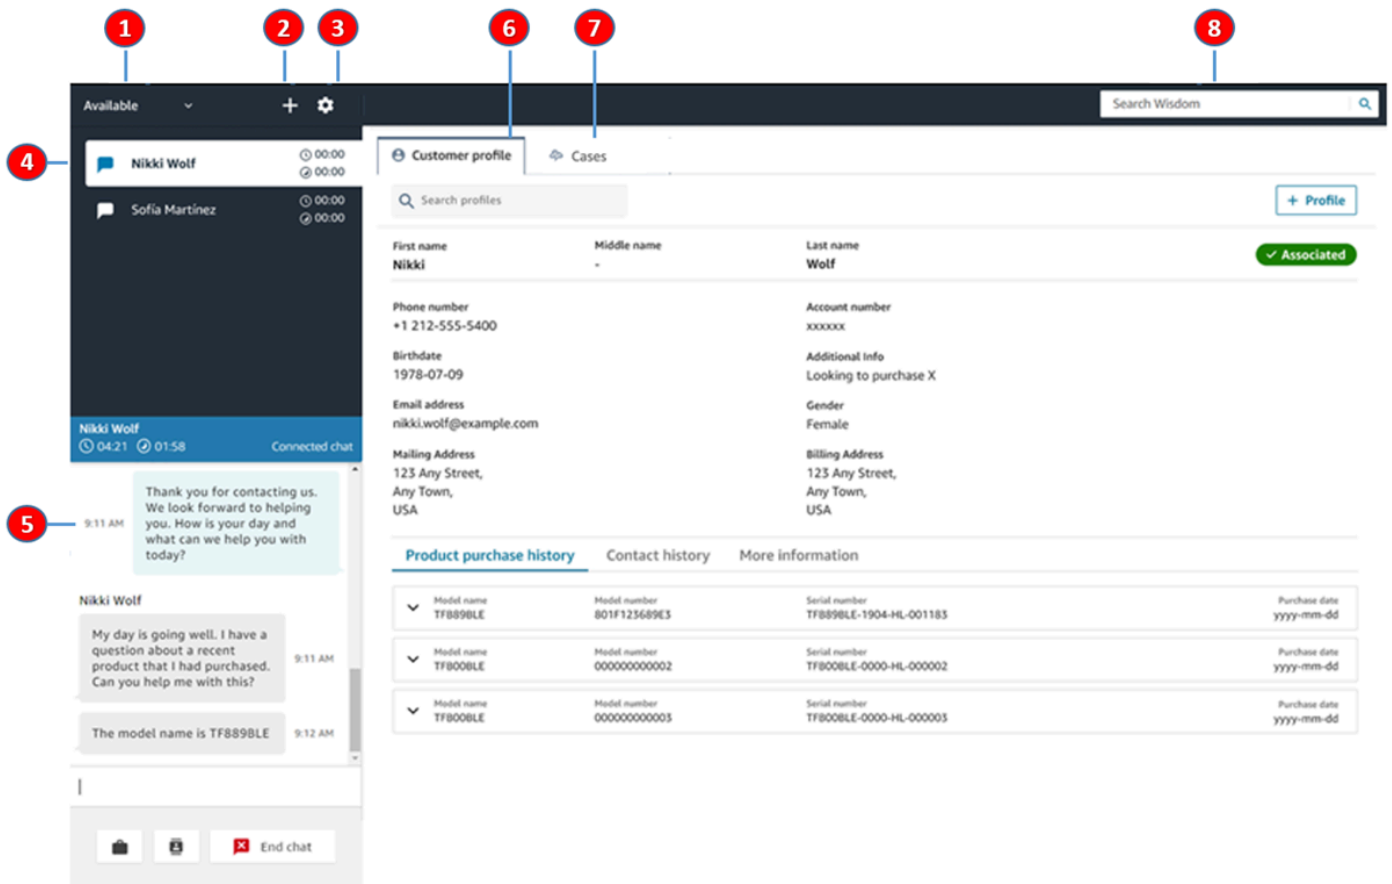 1 2 3 6 7 8
Available
Search Wisdom
4
Nikki Wolf 00:00
00:00
Sofía Martínez 00:00
00:00
Customer profile Cases
Search profiles + Profile
First name Middle name Last name
Nikki - Wolf
Associated
Phone number Account number
+1 212-555-5400 xxxxxx
Birthdate Additional Info
1978-07-09 Looking to purchase X
Email address Gender
nikki.wolf@example.com Female
Mailing Address Billing Address
123 Any Street, 123 Any Street,
Any Town, Any Town,
USA USA
Nikki Wolf
04:21 01:58 Connected chat
5
Thank you for contacting us.
We look forward to helping
9:11 AM you. How is your day and
what can we help you with
today?
Nikki Wolf
My day is going well. I have a
question about a recent
product that I had purchased. 9:11 AM
Can you help me with this?
The model name is TF889BLE 9:12 AM
End chat
Product purchase history Contact history More information
Model name Model number Serial number Purchase date
TF889BLE 801F123689E3 TF889BLE-1904-HL-001183 yyyy-mm-dd
Model name Model number Serial number Purchase date
TF800BLE 000000000002 TF800BLE-0000-HL-000002 yyyy-mm-dd
Model name Model number Serial number Purchase date
TF800BLE 000000000003 TF800BLE-0000-HL-000003 yyyy-mm-dd